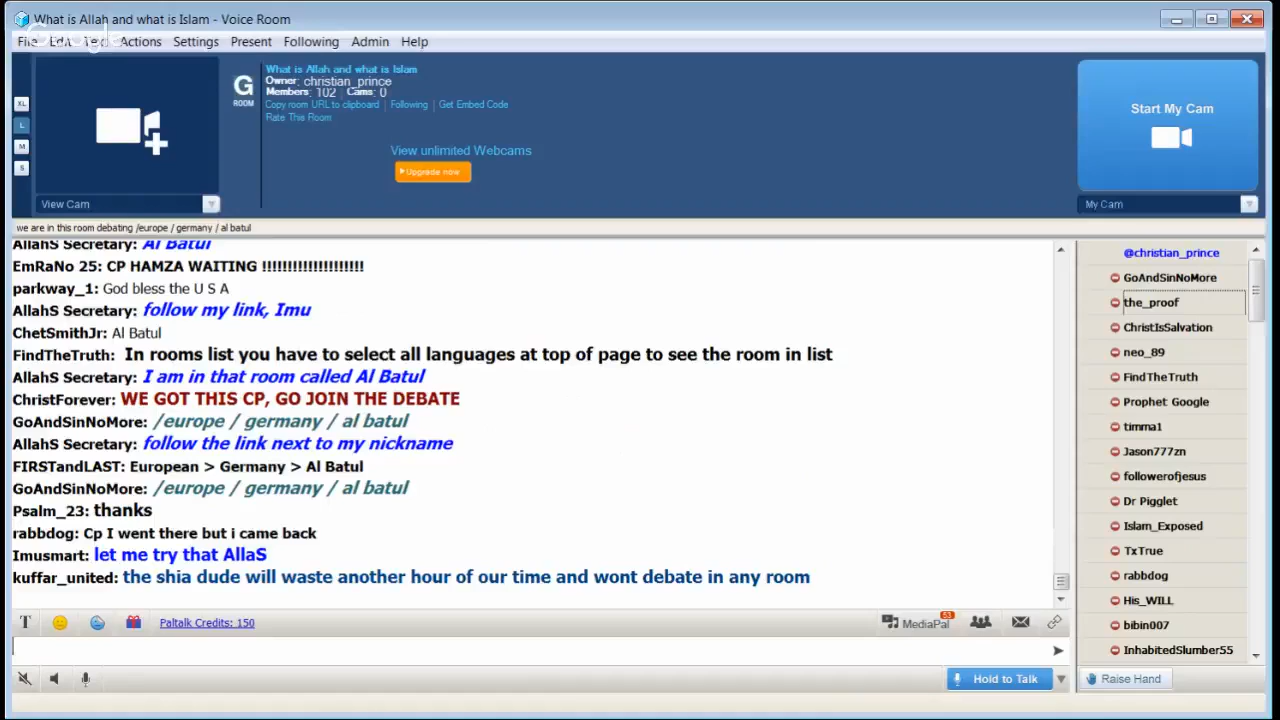 What is Allah and what is Islam - Voice Room
Google
File Edit Text Actions Settings Present Following Admin Help
XL
L
M
S
View Cam
G
ROOM
What is Allah and what is Islam
Owner: christian_prince
Members: 102 Cams: 0
Copy room URL to clipboard Following Get Embed Code
Rate This Room
View unlimited Webcams
Upgrade now
Start My Cam
My Cam
we are in this room debating /europe / germany / al batul
AllahS Secretary: Al Batul
EmRaNo 25: CP HAMZA WAITING !!!!!!!!!!!!!!!!!!!!
parkway_1: God bless the U S A
AllahS Secretary: follow my link, Imu
ChetSmithJr: Al Batul
FindTheTruth: In rooms list you have to select all languages at top of page to see the room in list
AllahS Secretary: I am in that room called Al Batul
ChristForever: WE GOT THIS CP, GO JOIN THE DEBATE
GoAndSinNoMore: /europe / germany / al batul
AllahS Secretary: follow the link next to my nickname
FIRSTandLAST: European > Germany > Al Batul
GoAndSinNoMore: /europe / germany / al batul
Psalm_23: thanks
rabbdog: Cp I went there but i came back
Imusmart: let me try that AllaS
kuffar_united: the shia dude will waste another hour of our time and wont debate in any room
@christian_prince
GoAndSinNoMore
the_proof
ChristIsSalvation
neo_89
FindTheTruth
Prophet Google
timma1
Jason777zn
followerofjesus
Dr Pigglet
Islam_Exposed
TxTrue
rabbdog
His_WILL
bibin007
InhabitedSlumber55
T
Paltalk Credits: 150
MediaPal
53
Hold to Talk
Raise Hand